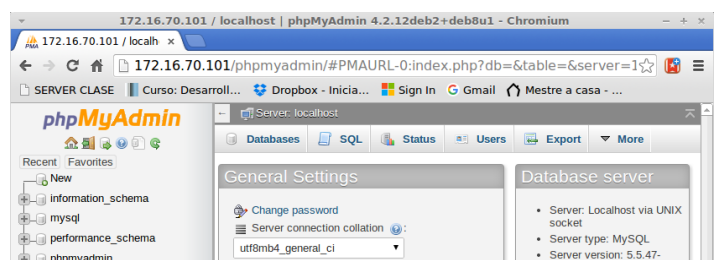 172.16.70.101 / localhost | phpMyAdmin 4.2.12deb2+deb8u1 - Chromium
172.16.70.101 / localh
172.16.70.101/phpmyadmin/#PMAURL-0:index.php?db=&table=&server=1
SERVER CLASE Curso: Desarroll... Dropbox - Inicia... Sign In Gmail Mestre a casa - ...
phpMyAdmin
Recent Favorites
New
information_schema
mysql
performance_schema
phpmyadmin
Server: localhost
Databases SQL Status Users Export More
General Settings
Change password
Server connection collation :
utf8mb4_general_ci
Database server
Server: Localhost via UNIX
socket
Server type: MySQL
Server version: 5.5.47-